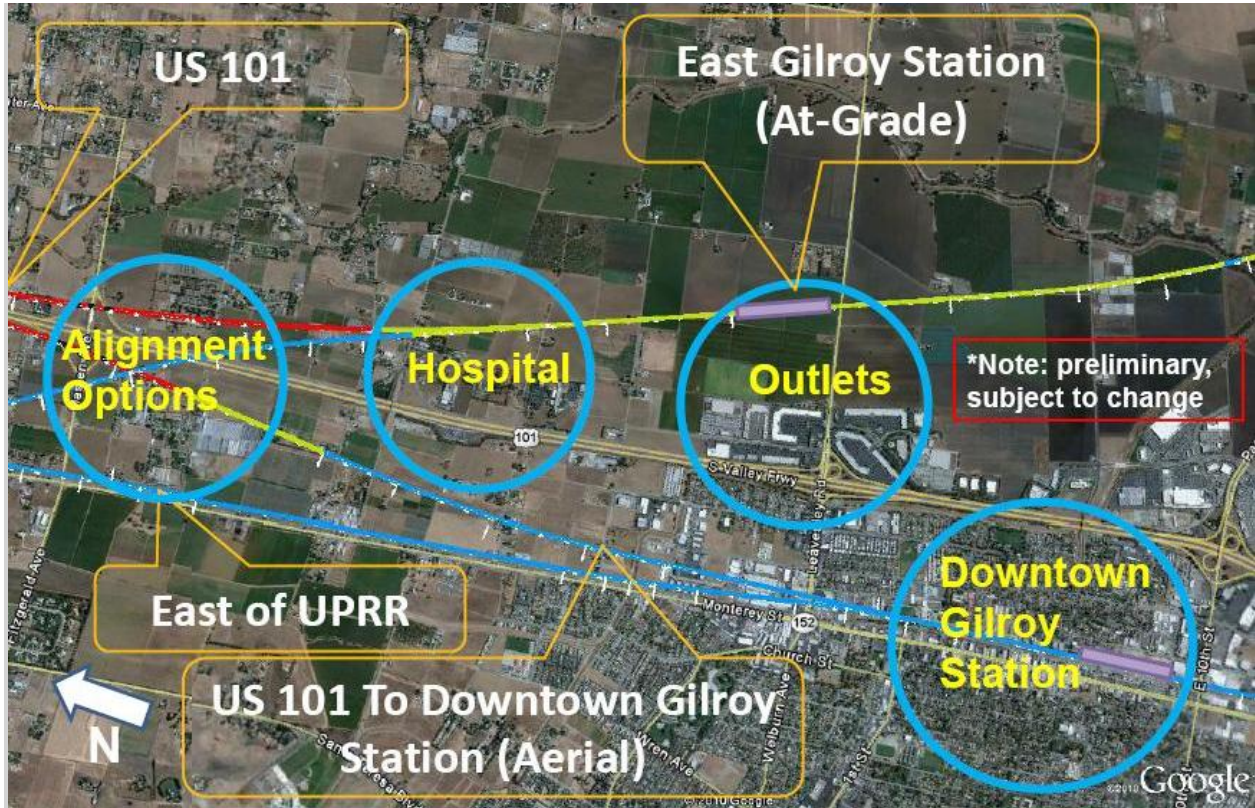 US 101
East Gilroy Station
(At-Grade)
Alignment
Options
Hospital
Outlets
*Note: preliminary,
subject to change
101
S Valley Frwy
Fitzgerald Ave
East of UPRR
Monterey St
152
Church St
Downtown
Gilroy
Station
E 10th St
US 101 To Downtown Gilroy
Station (Aerial)
N
Wren Ave
Welburn Ave
1st St
©2010 Google